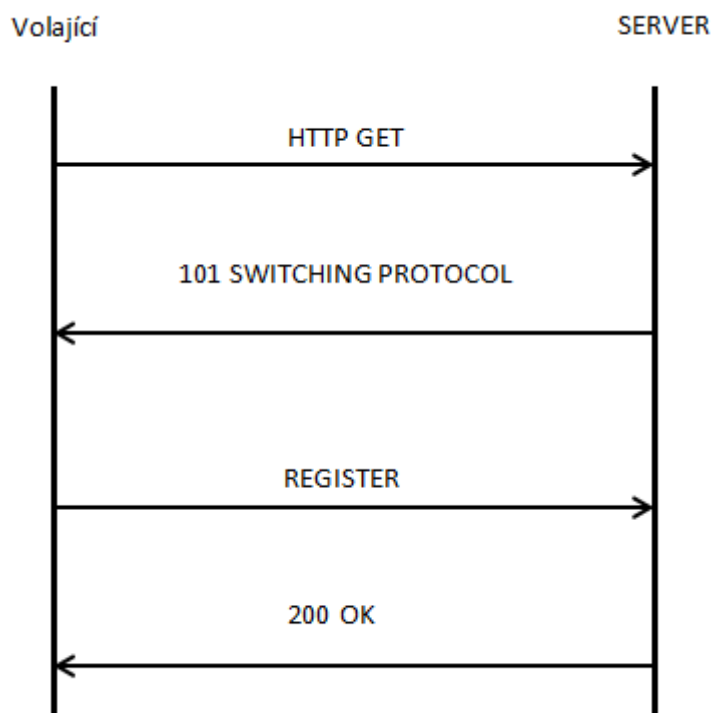 Volající
SERVER
HTTP GET
101 SWITCHING PROTOCOL
REGISTER
200 OK